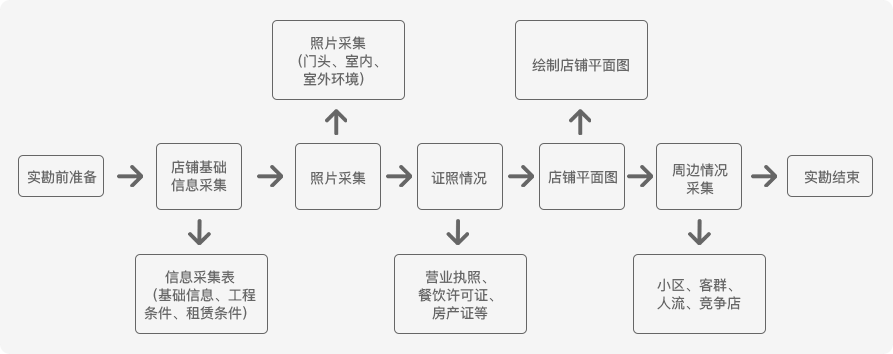 照片采集
（门头、室内、
室外环境）
绘制店铺平面图
实勘前准备
店铺基础
信息采集
照片采集
证照情况
店铺平面图
周边情况
采集
实勘结束
信息采集表
（基础信息、工程
条件、租赁条件）
营业执照、
餐饮许可证、
房产证等
小区、客群、
人流、竞争店